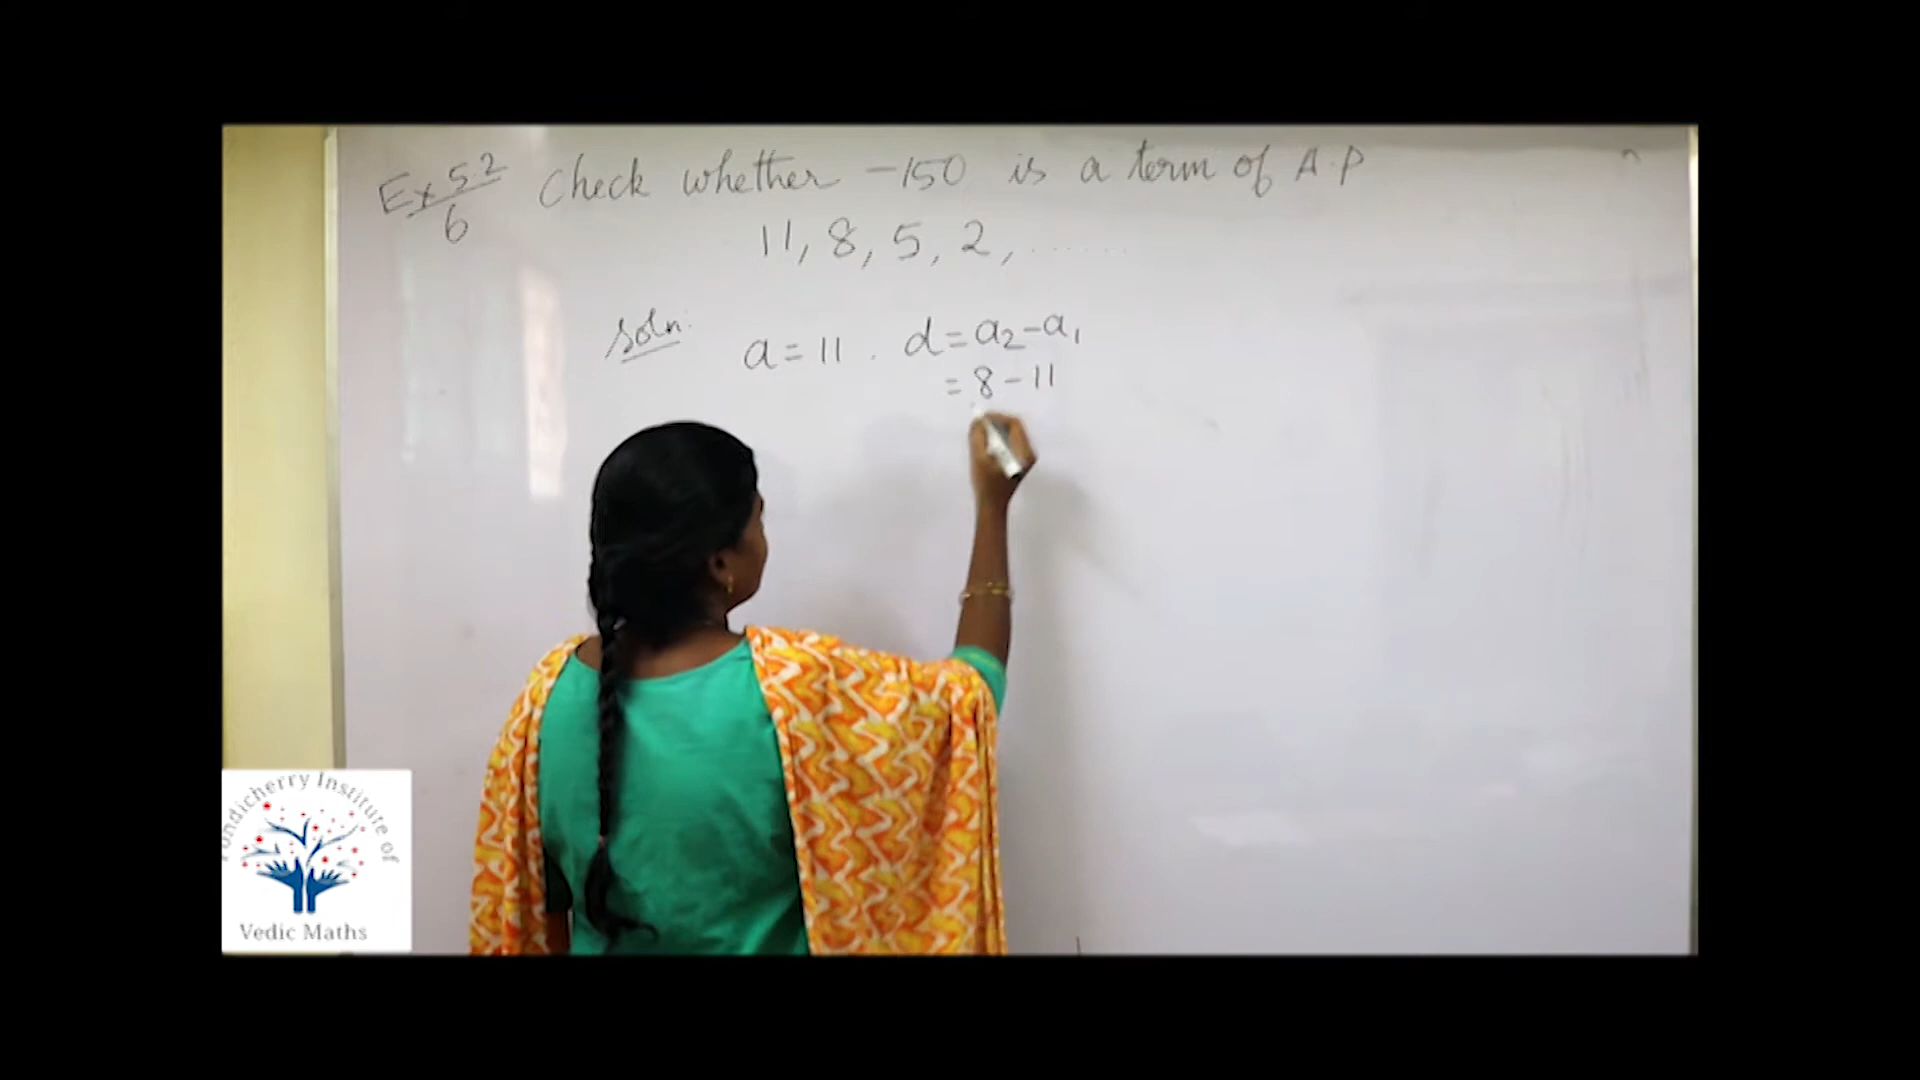 Ex 5.2 Check whether -150 is a term of A.P
6
11, 8, 5, 2, ......
Soln: a = 11. d = a₂ - a₁
= 8 - 11
Pondicherry Institute of
Vedic Maths